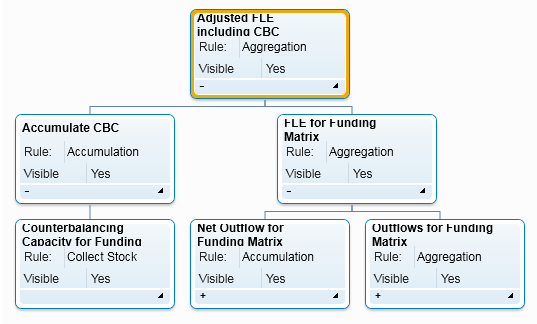 Adjusted FLE
including CBC
Rule: Aggregation
Visible Yes
-
Accumulate CBC
Rule: Accumulation
Visible Yes
-
FLE for Funding
Matrix
Rule: Aggregation
Visible Yes
-
Counterbalancing
Capacity for Funding
Rule: Collect Stock
Visible Yes
Net Outflow for
Funding Matrix
Rule: Accumulation
Visible Yes
+
Outflows for Funding
Matrix
Rule: Aggregation
Visible Yes
+